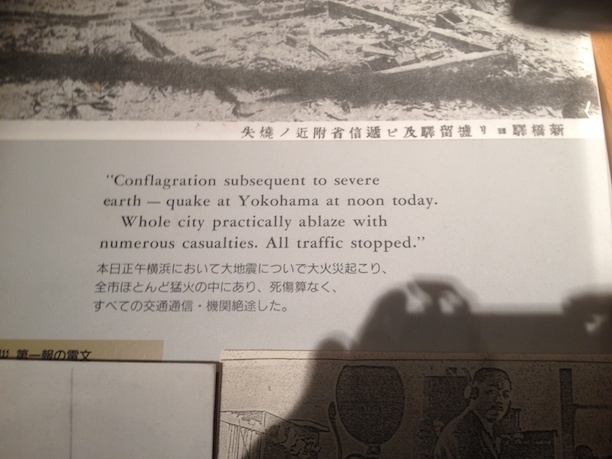 新橋驛ヨリ留驛及ビ遞信省附近ノ燒失
"Conflagration subsequent to severe
earth — quake at Yokohama at noon today.
Whole city practically ablaze with
numerous casualties. All traffic stopped."
本日正午横浜において大地震についで大火災起こり、
全市ほとんど猛火の中にあり、死傷算なく、
すべての交通通信・機関絶途した。
災 第一報の電文